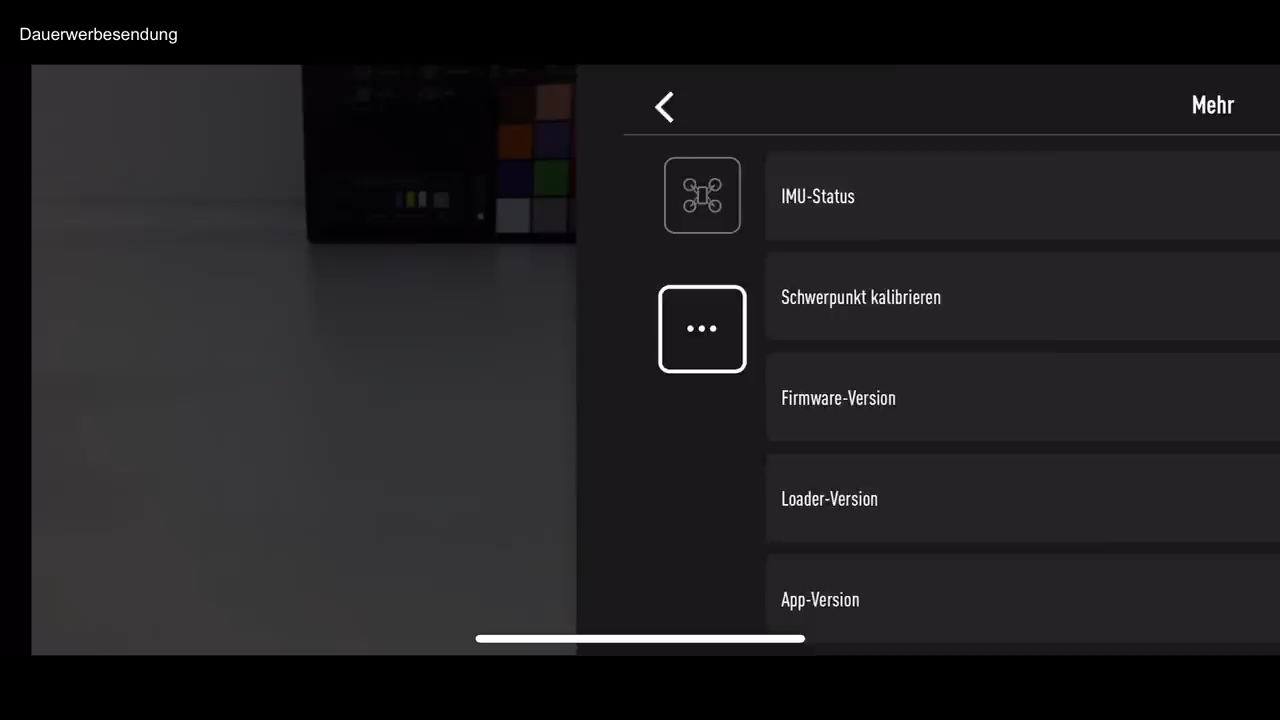 Dauerwerbesendung
Mehr
IMU-Status
Schwerpunkt kalibrieren
Firmware-Version
Loader-Version
App-Version